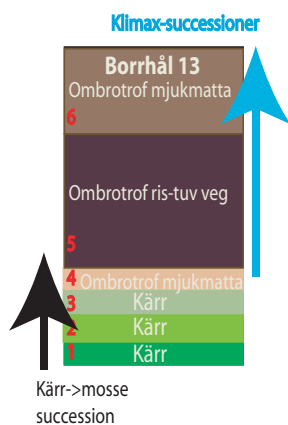 Klimax-successioner
Borrhål 13
Ombrotrof mjukmatta
6
Ombrotrof ris-tuv veg
5
4 Ombrotrof mjukmatta
3 Kärr
2 Kärr
1 Kärr
Kärr->mosse
succession